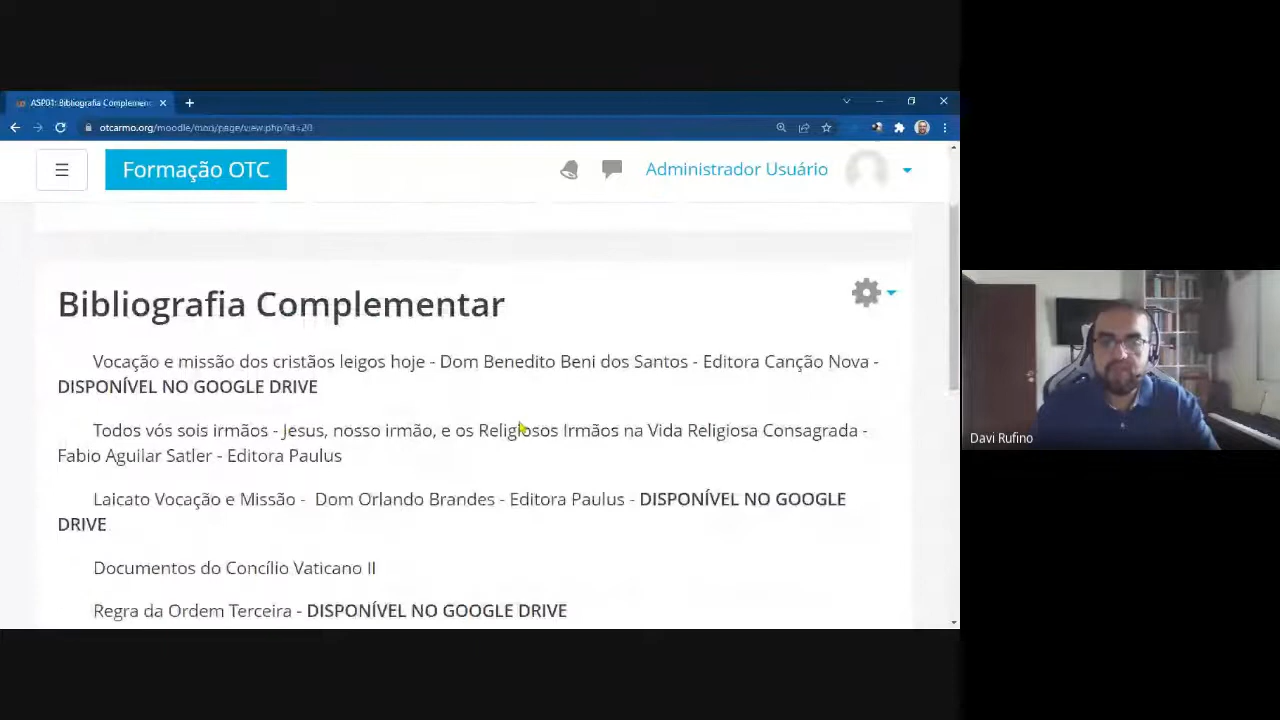 ASP01: Bibliografia Complement
otcarmo.org/moodle/mod/page/view.php?id=20
Formação OTC
Administrador Usuário
Bibliografia Complementar
Vocação e missão dos cristãos leigos hoje - Dom Benedito Beni dos Santos - Editora Canção Nova -
DISPONÍVEL NO GOOGLE DRIVE
Todos vós sois irmãos - Jesus, nosso irmão, e os Religiosos Irmãos na Vida Religiosa Consagrada -
Fabio Aguilar Satler - Editora Paulus
Laicato Vocação e Missão - Dom Orlando Brandes - Editora Paulus - DISPONÍVEL NO GOOGLE
DRIVE
Documentos do Concílio Vaticano II
Regra da Ordem Terceira - DISPONÍVEL NO GOOGLE DRIVE
Davi Rufino